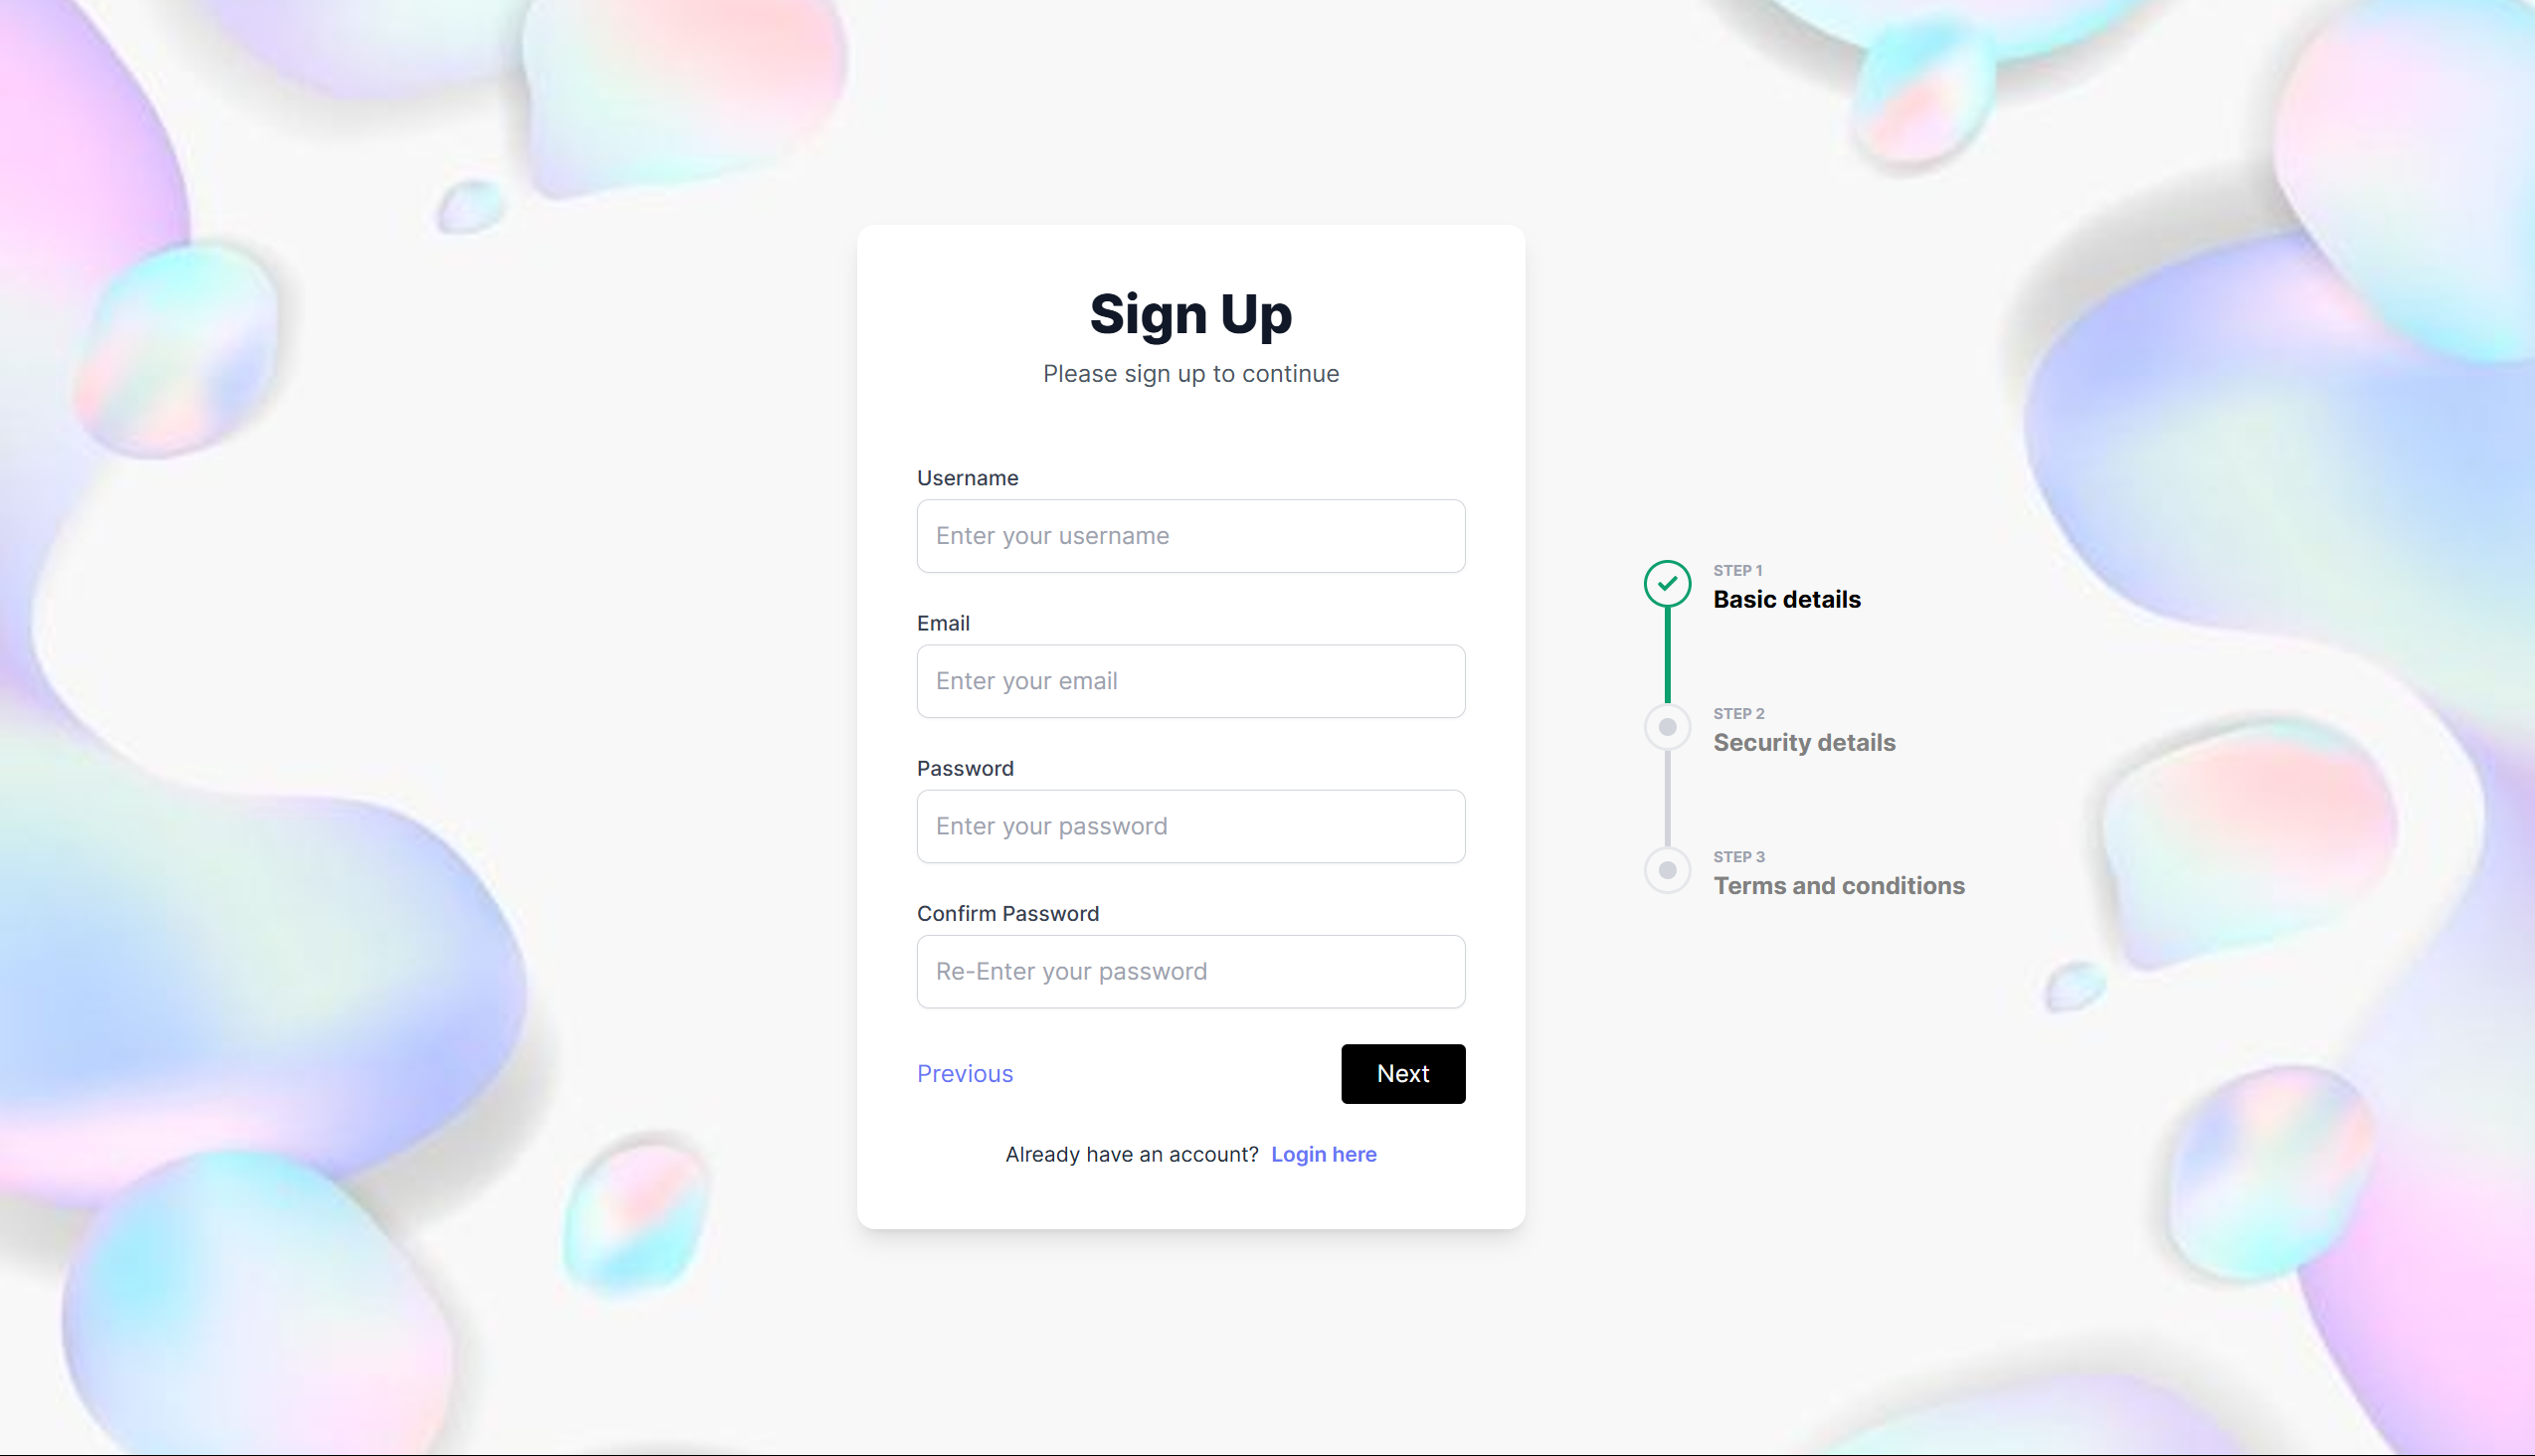 Sign Up
Please sign up to continue
Username
Enter your username
Email
Enter your email
Password
Enter your password
Confirm Password
Re-Enter your password
Previous
Next
Already have an account? Login here
STEP 1
Basic details
STEP 2
Security details
STEP 3
Terms and conditions